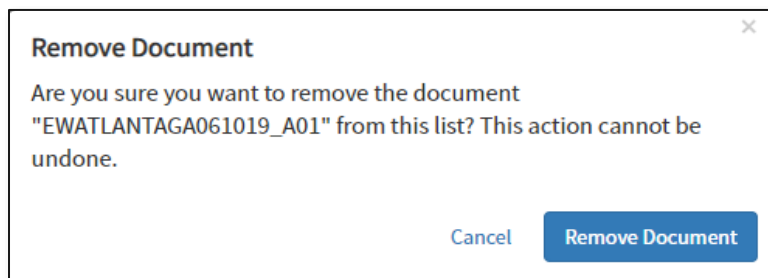 ×
Remove Document
Are you sure you want to remove the document
"EWATLANTAGA061019_A01" from this list? This action cannot be
undone.
Cancel Remove Document